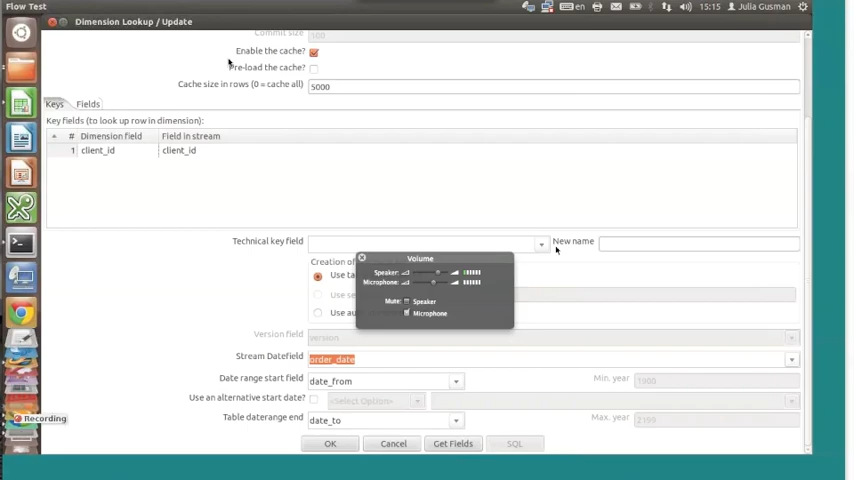 Flow Test
en
15:15
Julia Gusman
Dimension Lookup / Update
Commit size
100
Enable the cache?
Pre-load the cache?
Cache size in rows (0 = cache all)
5000
Keys
Fields
Key fields (to look up row in dimension):
# Dimension field Field in stream
1 client_id client_id
Technical key field
New name
Volume
Creation of
Speaker:
Use ta
Microphone:
Use se
Mute: Speaker
Use au
Microphone
Version field
version
Stream Datefield
order_date
Date range start field
date_from
Min. year
1900
Use an alternative start date?
<Select Option>
Recording
Table daterange end
date_to
Max. year
2199
OK
Cancel
Get Fields
SQL